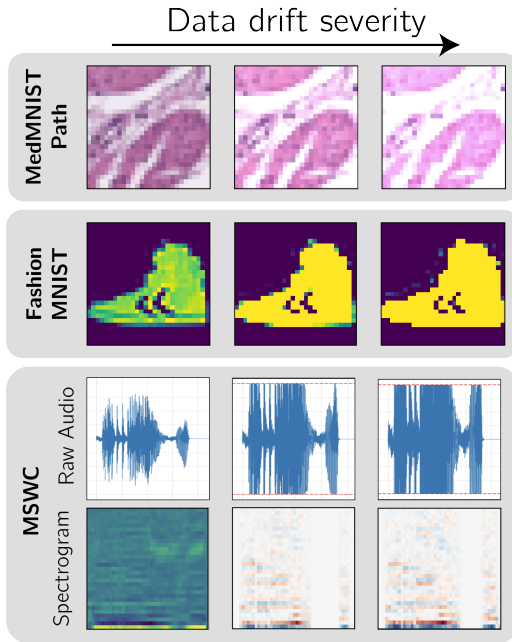 Data drift severity
MedMNIST
Path
Fashion
MNIST
MSWC
Raw Audio
Spectrogram